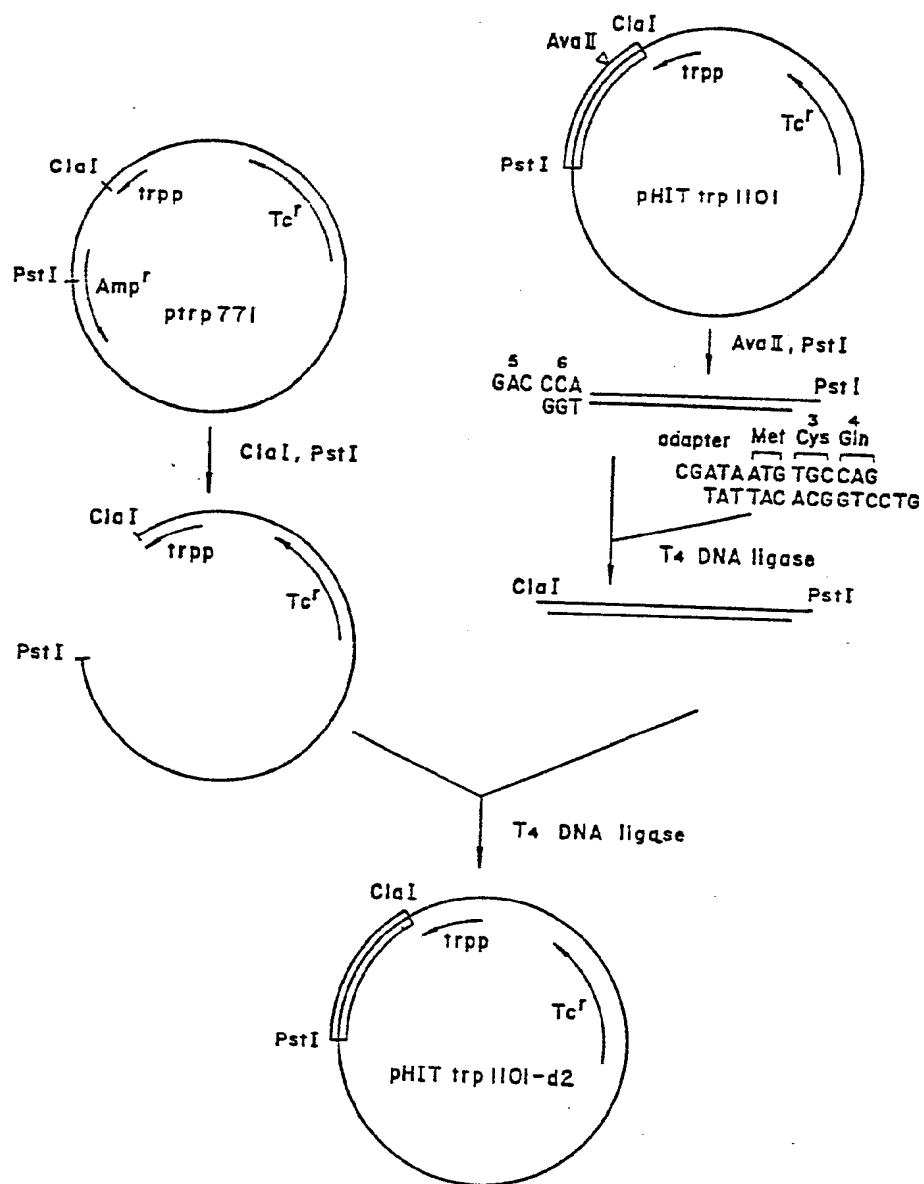 ClaI
trpp
Tcʳ
PstI
Ampʳ
ptrp 771
ClaI, PstI
ClaI
trpp
Tcʳ
PstI
ClaI
AvaII
trpp
Tcʳ
PstI
pHIT trp 1101
AvaII, PstI
5 6
GAC CCA
GGT
PstI
3 4
adapter Met Cys Gln
CGATA ATG TGC CAG
TAT TAC ACG GTCCTG
T4 DNA ligase
ClaI
PstI
T4 DNA ligase
ClaI
trpp
Tcʳ
PstI
pHIT trp 1101-d2